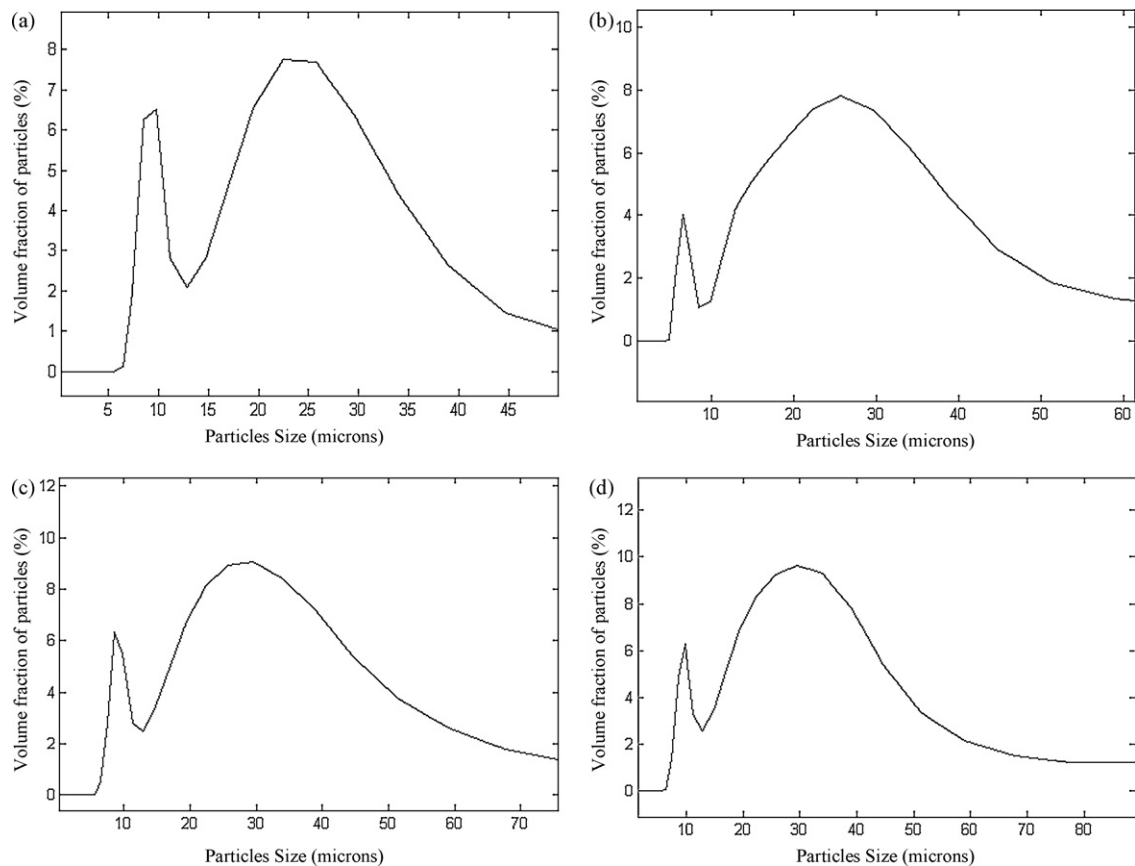 (a)
Volume fraction of particles (%)
8
7
6
5
4
3
2
1
0
5 10 15 20 25 30 35 40 45
Particles Size (microns)
(b)
Volume fraction of particles (%)
10
8
6
4
2
0
10 20 30 40 50 60
Particles Size (microns)
(c)
Volume fraction of particles (%)
12
10
8
6
4
2
0
10 20 30 40 50 60 70
Particles Size (microns)
(d)
Volume fraction of particles (%)
12
10
8
6
4
2
0
10 20 30 40 50 60 70 80
Particles Size (microns)